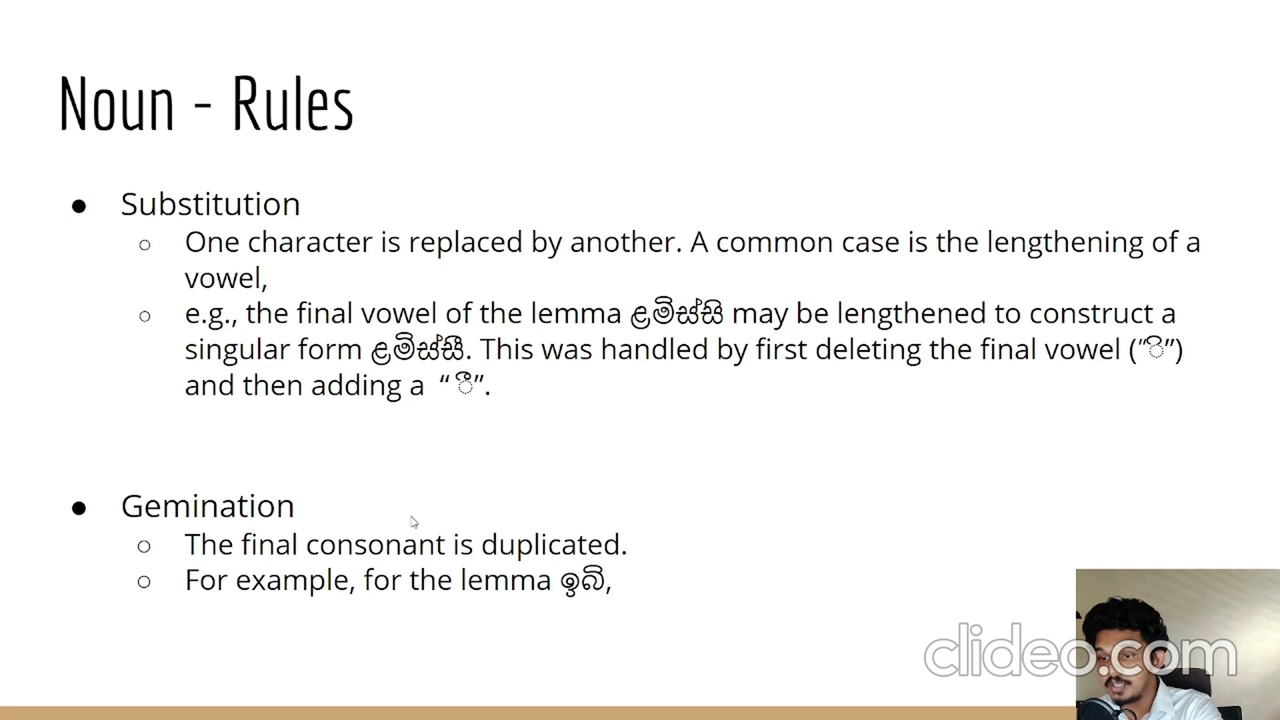 Noun - Rules
● Substitution
○ One character is replaced by another. A common case is the lengthening of a
vowel,
○ e.g., the final vowel of the lemma ළමිස්සි may be lengthened to construct a
singular form ළමිස්සී. This was handled by first deleting the final vowel (“ි”)
and then adding a “ ී”.
● Gemination
○ The final consonant is duplicated.
○ For example, for the lemma ඉබි,
clideo.com